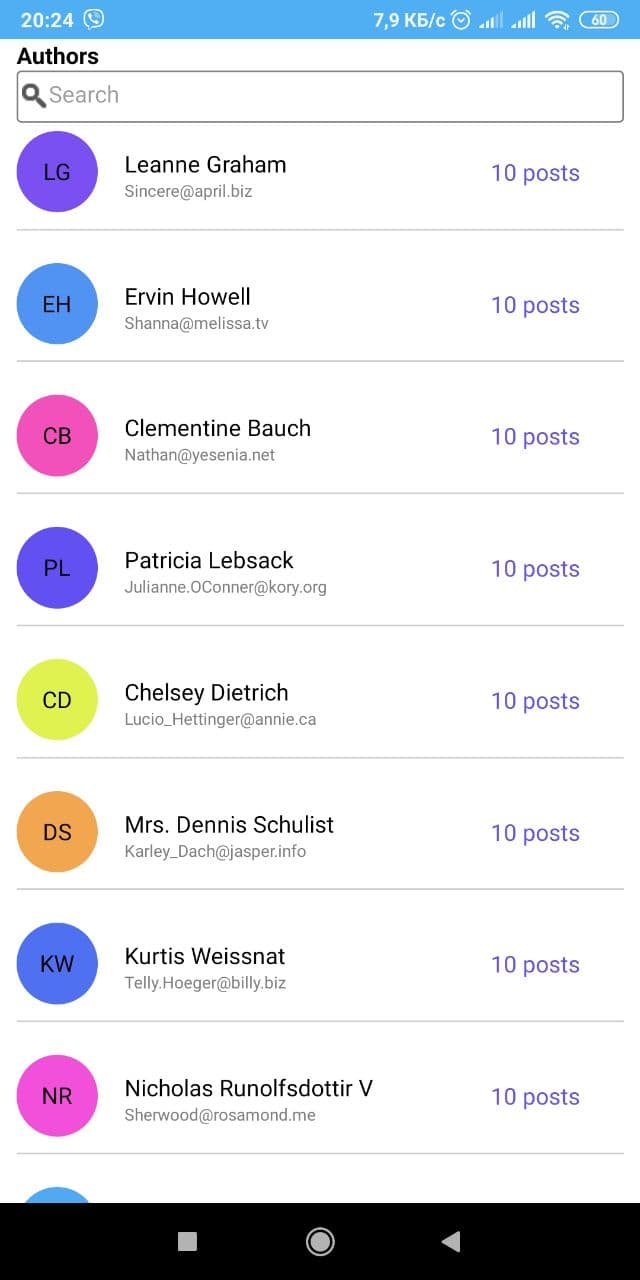 20:24 7,9 КБ/с 60
Authors
Search
LG Leanne Graham 10 posts
Sincere@april.biz
EH Ervin Howell 10 posts
Shanna@melissa.tv
CB Clementine Bauch 10 posts
Nathan@yesenia.net
PL Patricia Lebsack 10 posts
Julianne.OConner@kory.org
CD Chelsey Dietrich 10 posts
Lucio_Hettinger@annie.ca
DS Mrs. Dennis Schulist 10 posts
Karley_Dach@jasper.info
KW Kurtis Weissnat 10 posts
Telly.Hoeger@billy.biz
NR Nicholas Runolfsdottir V 10 posts
Sherwood@rosamond.me